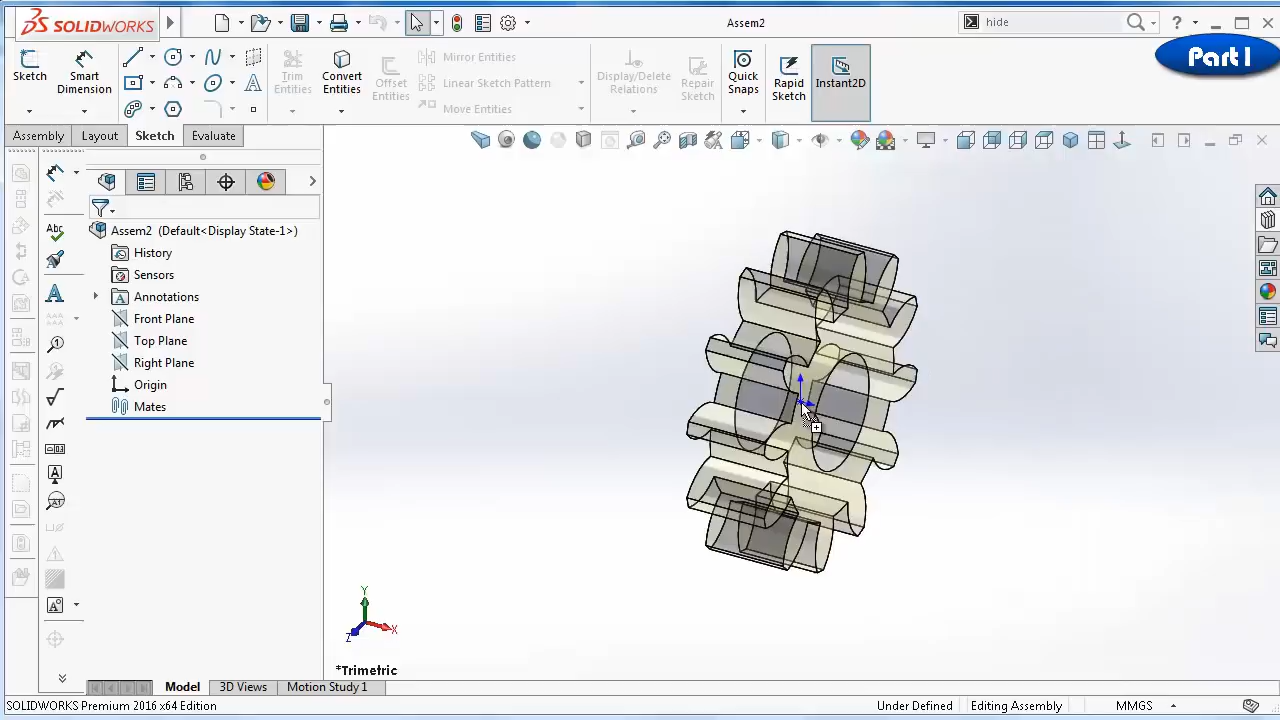 SOLIDWORKS
Assem2
hide
Part 1
Sketch
Smart Dimension
Trim Entities
Convert Entities
Offset Entities
Mirror Entities
Linear Sketch Pattern
Move Entities
Display/Delete Relations
Repair Sketch
Quick Snaps
Rapid Sketch
Instant2D
Assembly
Layout
Sketch
Evaluate
Assem2 (Default<Display State-1>)
History
Sensors
Annotations
Front Plane
Top Plane
Right Plane
Origin
Mates
Y
X
Z
*Trimetric
Model
3D Views
Motion Study 1
SOLIDWORKS Premium 2016 x64 Edition
Under Defined
Editing Assembly
MMGS